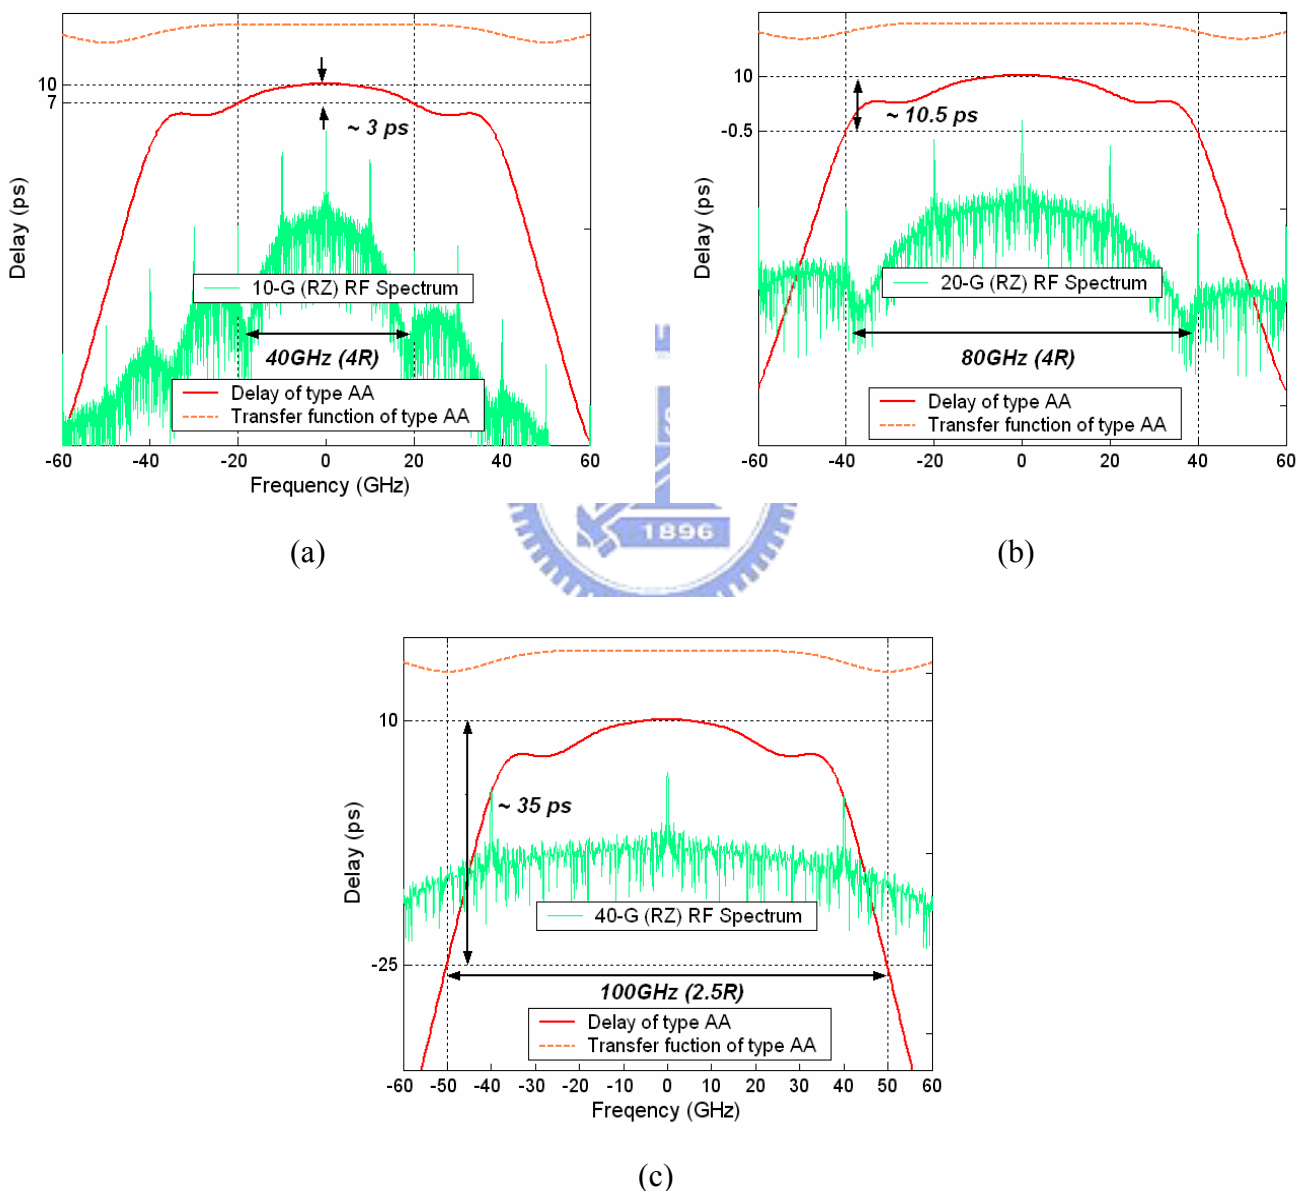 10
7
~ 3 ps
Delay (ps)
10-G (RZ) RF Spectrum
40GHz (4R)
Delay of type AA
Transfer function of type AA
-60 -40 -20 0 20 40 60
Frequency (GHz)
(a)
10
-0.5
~ 10.5 ps
Delay (ps)
20-G (RZ) RF Spectrum
80GHz (4R)
Delay of type AA
Transfer function of type AA
-60 -40 -20 0 20 40 60
(b)
1896
10
~ 35 ps
Delay (ps)
40-G (RZ) RF Spectrum
-25
100GHz (2.5R)
Delay of type AA
Transfer fuction of type AA
-60 -50 -40 -30 -20 -10 0 10 20 30 40 50 60
Freqency (GHz)
(c)